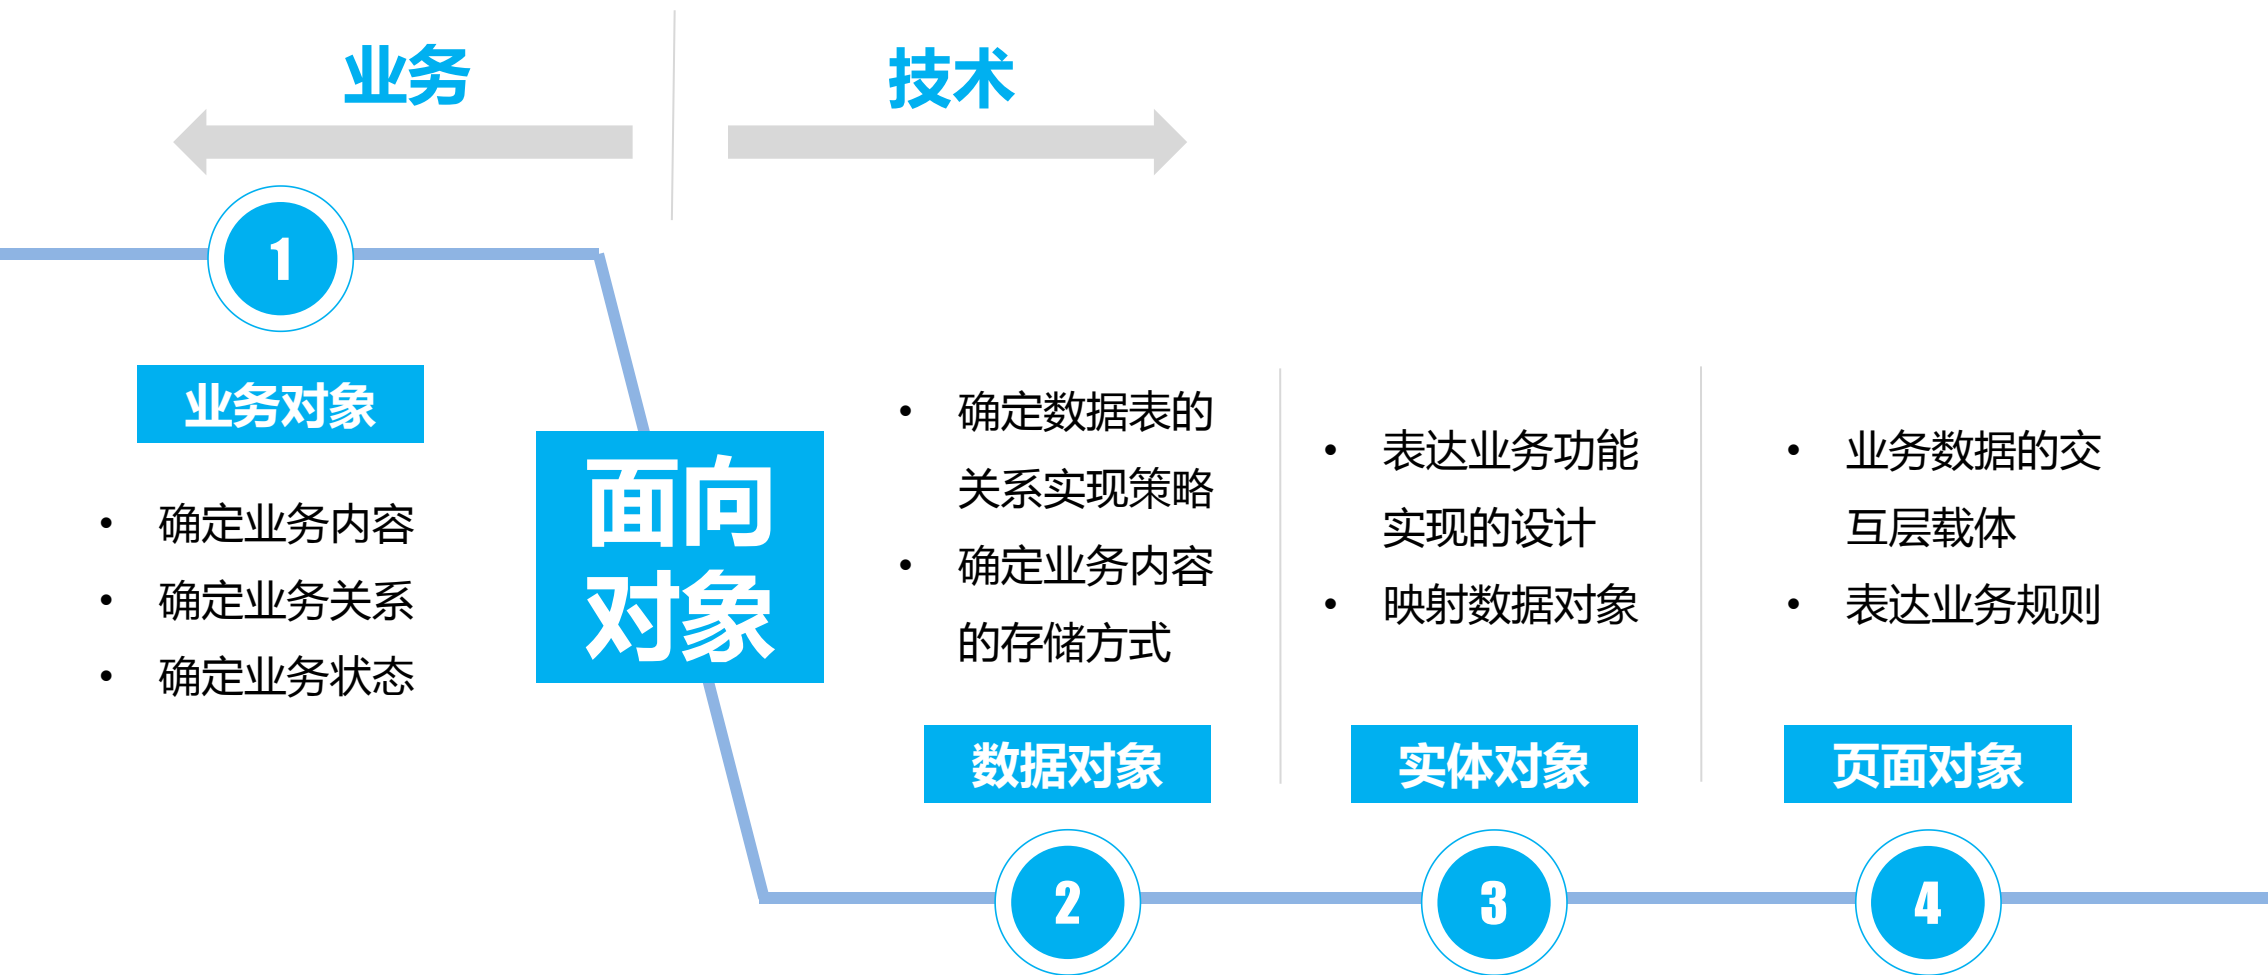 业务
技术
1
业务对象
• 确定业务内容
• 确定业务关系
• 确定业务状态
面向
对象
• 确定数据表的
关系实现策略
• 确定业务内容
的存储方式
数据对象
2
• 表达业务功能
实现的设计
• 映射数据对象
实体对象
3
• 业务数据的交
互层载体
• 表达业务规则
页面对象
4